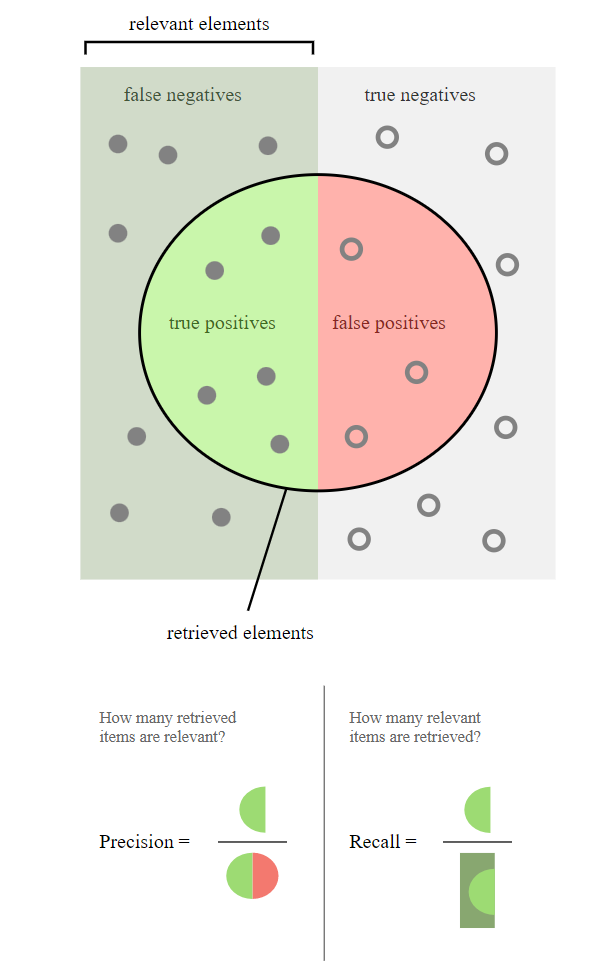 relevant elements
false negatives
true negatives
true positives
false positives
retrieved elements
How many retrieved
items are relevant?
How many relevant
items are retrieved?
Precision =
Recall =